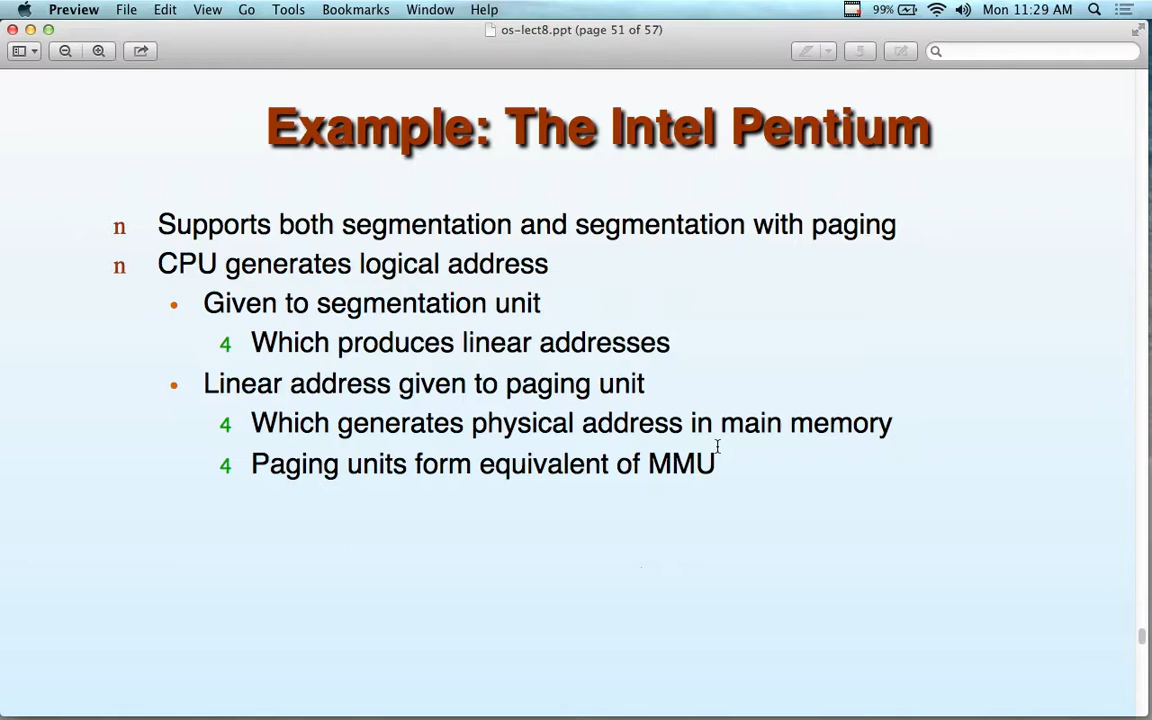 Preview File Edit View Go Tools Bookmarks Window Help 99% Mon 11:29 AM
os-lect8.ppt (page 51 of 57)
Example: The Intel Pentium
n Supports both segmentation and segmentation with paging
n CPU generates logical address
• Given to segmentation unit
4 Which produces linear addresses
• Linear address given to paging unit
4 Which generates physical address in main memory
4 Paging units form equivalent of MMU